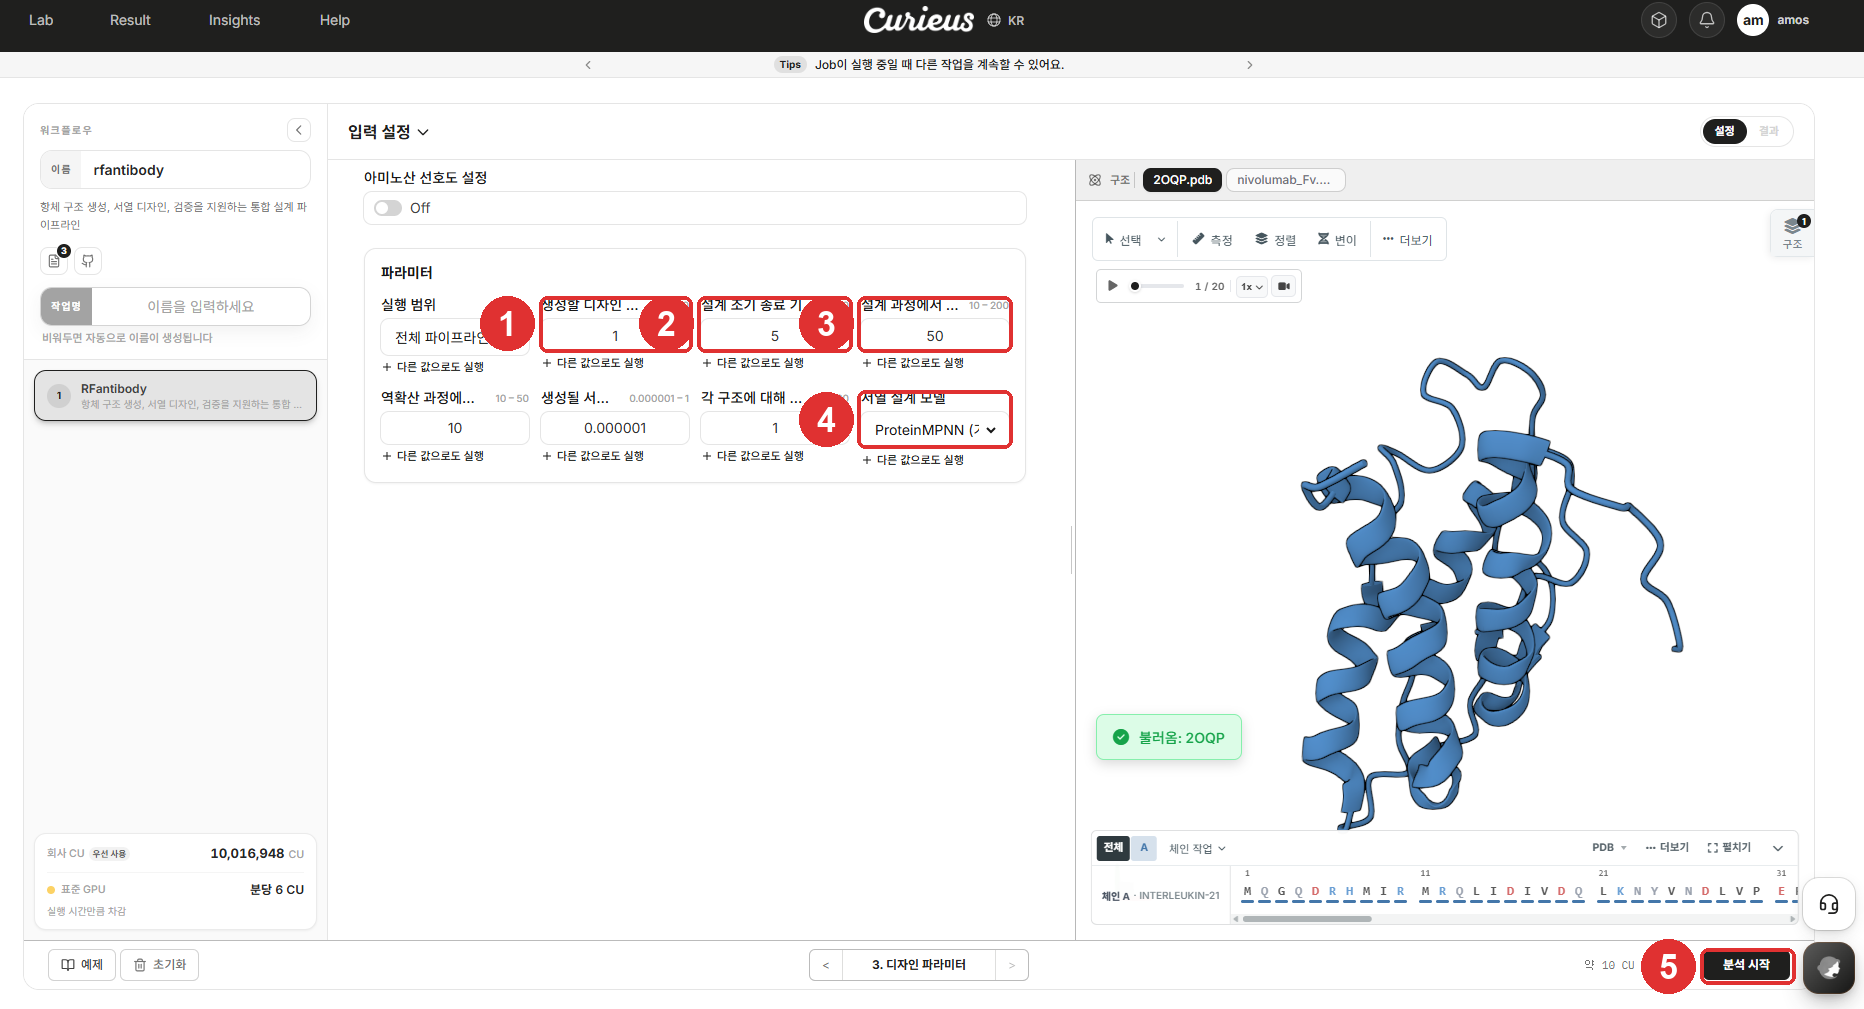 Lab
Result
Insights
Help
Curieus
KR
am
amos
Tips
Job이 실행 중일 때 다른 작업을 계속할 수 있어요.
워크플로우
이름
rfantibody
항체 구조 생성, 서열 디자인, 검증을 지원하는 통합 설계 파
이프라인
3
작업명
이름을 입력하세요
비워두면 자동으로 이름이 생성됩니다
1
RFantibody
항체 구조 생성, 서열 디자인, 검증을 지원하는 통합 ...
회사 CU 우선 사용
10,016,948 CU
표준 GPU
분당 6 CU
실행 시간만큼 차감
입력 설정
설정
결과
아미노산 선호도 설정
Off
파라미터
실행 범위
전체 파이프라인
+ 다른 값으로도 실행
1
생성할 디자인 ...
1
+ 다른 값으로도 실행
2
설계 조기 종료 기
5
+ 다른 값으로도 실행
3
설계 과정에서 ...
10 – 200
50
+ 다른 값으로도 실행
역확산 과정에...
10 – 50
10
+ 다른 값으로도 실행
생성될 서...
0.000001 – 1
0.000001
+ 다른 값으로도 실행
각 구조에 대해 ...
1
+ 다른 값으로도 실행
4
서열 설계 모델
ProteinMPNN
+ 다른 값으로도 실행
구조
2OQP.pdb
nivolumab_Fv....
선택
측정
정렬
변이
더보기
1
구조
1 / 20
1x
불러옴: 2OQP
전체
A
체인 작업
PDB
더보기
펼치기
1
11
21
31
체인 A · INTERLEUKIN-21
M Q G Q D R H M I R M R Q L I D I V D Q L K N Y V N D L V P E
예제
초기화
<
3. 디자인 파라미터
>
약 10 CU
5
분석 시작